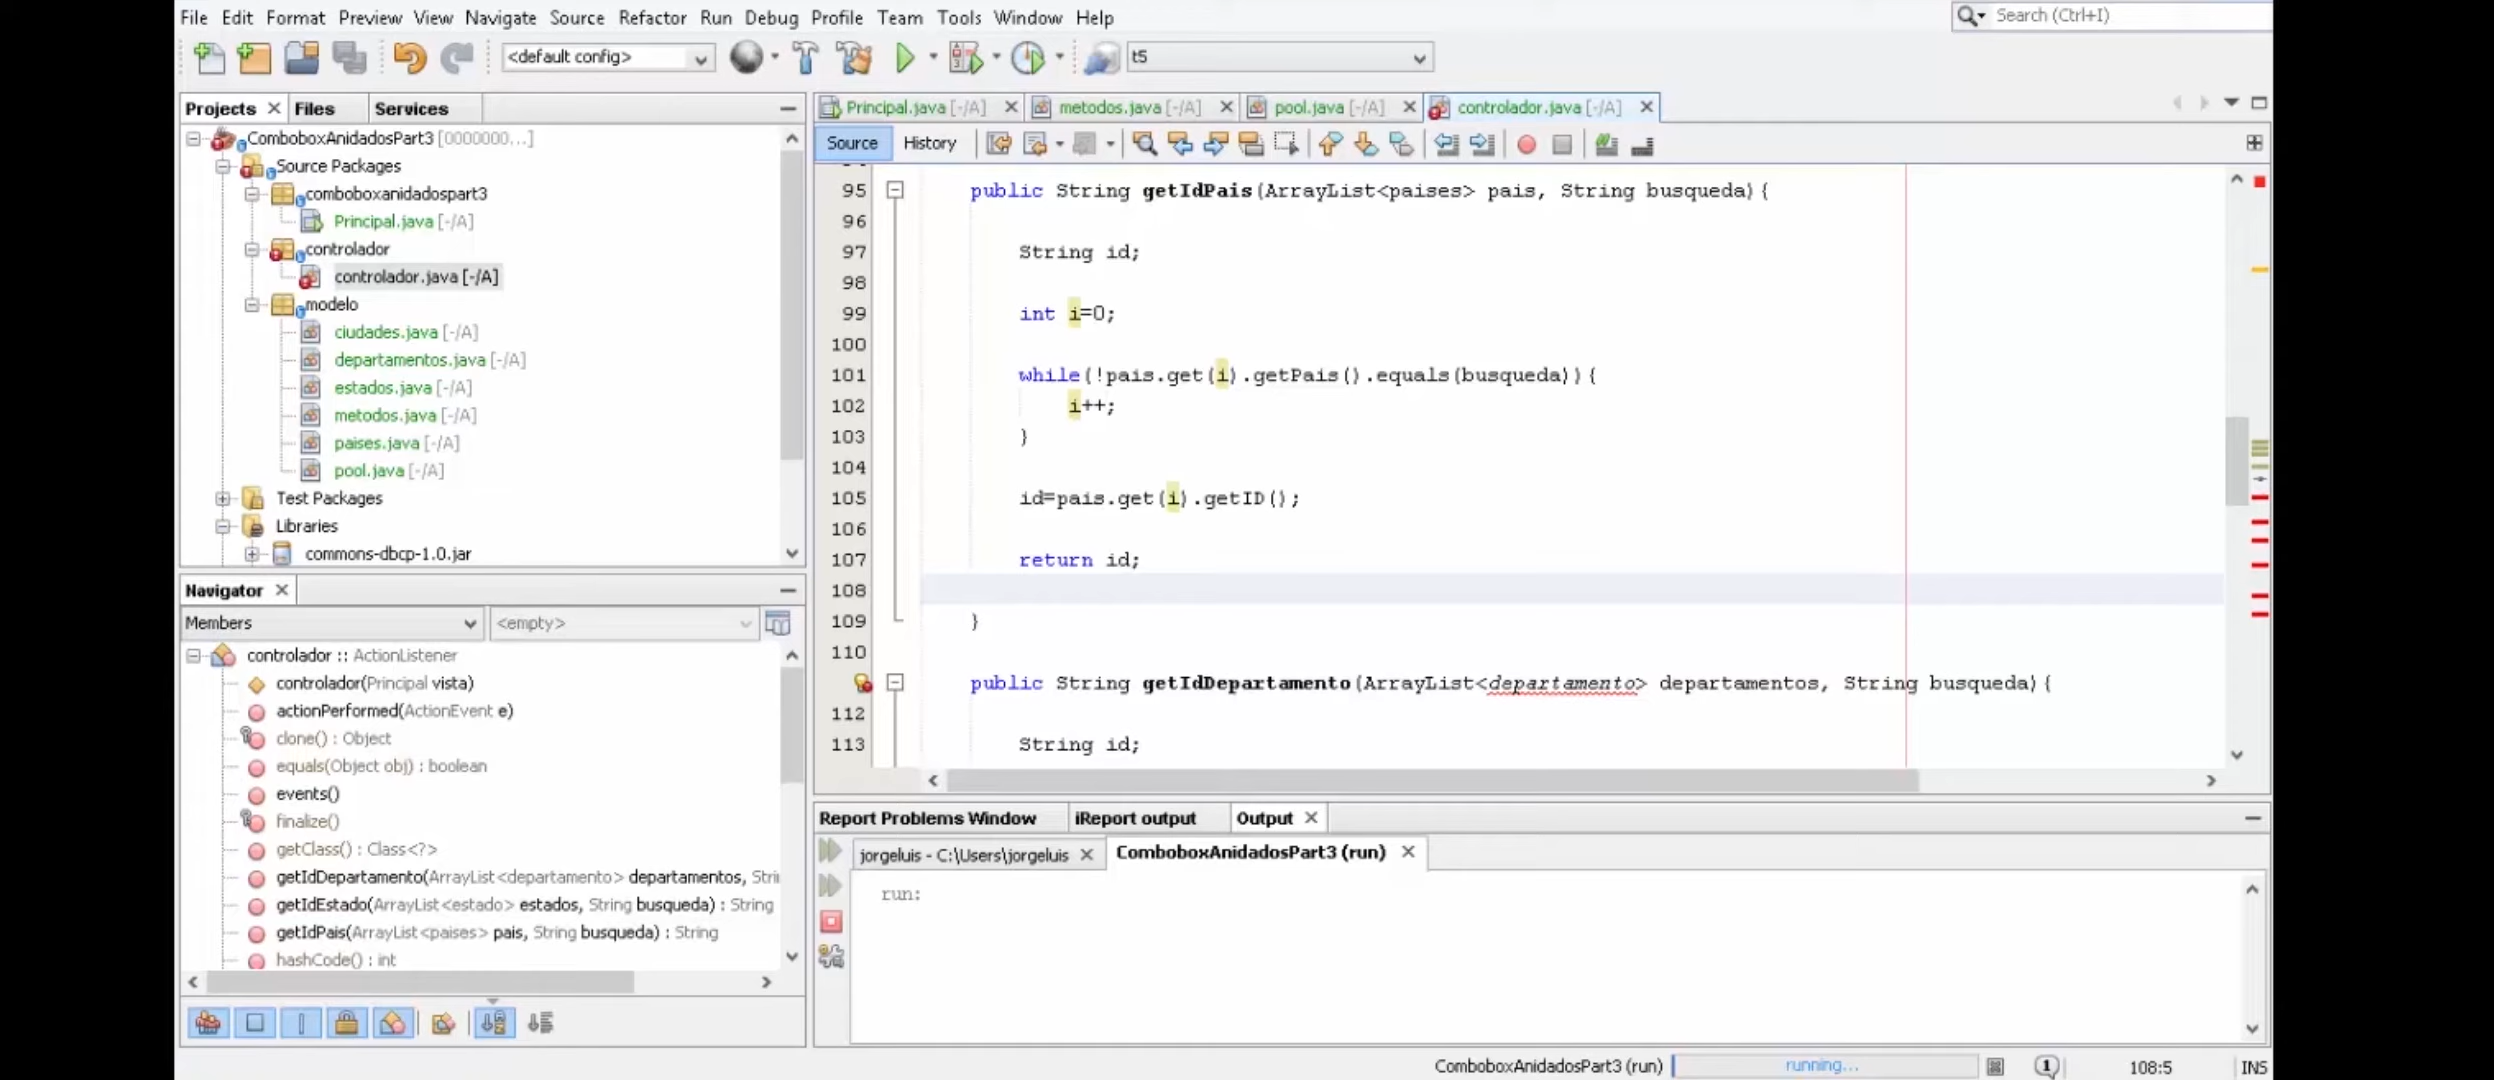 File Edit Format Preview View Navigate Source Refactor Run Debug Profile Team Tools Window Help
Search (Ctrl+I)
<default config>
t5
Projects Files Services
ComboboxAnidadosPart3 [0000000,...]
Source Packages
comboboxanidadospart3
Principal.java [-/A]
controlador
controlador.java [-/A]
modelo
ciudades.java [-/A]
departamentos.java [-/A]
estados.java [-/A]
metodos.java [-/A]
paises.java [-/A]
pool.java [-/A]
Test Packages
Libraries
commons-dbcp-1.0.jar
Navigator
Members
<empty>
controlador :: ActionListener
controlador(Principal vista)
actionPerformed(ActionEvent e)
clone() : Object
equals(Object obj) : boolean
events()
finalize()
getClass() : Class<?>
getIdDepartamento(ArrayList<departamento> departamentos, Stri
getIdEstado(ArrayList<estado> estados, String busqueda) : String
getIdPais(ArrayList<paises> pais, String busqueda) : String
hashCode() : int
Principal.java [-/A] metodos.java [-/A] pool.java [-/A] controlador.java [-/A]
Source History
95 public String getIdPais(ArrayList<paises> pais, String busqueda){
96
97 String id;
98
99 int i=0;
100
101 while(!pais.get(i).getPais().equals(busqueda)){
102 i++;
103 }
104
105 id=pais.get(i).getID();
106
107 return id;
108
109 }
110
public String getIdDepartamento(ArrayList<departamento> departamentos, String busqueda){
112
113 String id;
Report Problems Window iReport output Output
jorgeluis - C:\Users\jorgeluis ComboboxAnidadosPart3 (run)
run:
ComboboxAnidadosPart3 (run) running... 1 108:5 INS